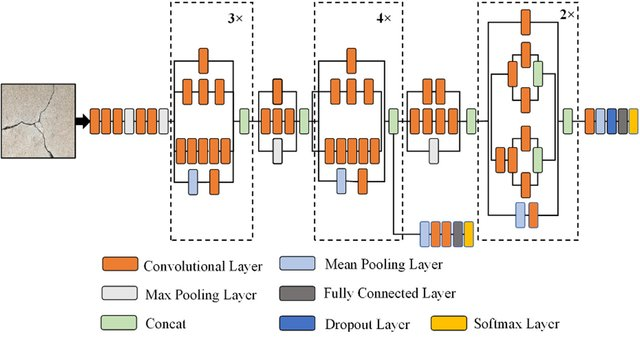 3×
4×
2×
Convolutional Layer
Mean Pooling Layer
Max Pooling Layer
Fully Connected Layer
Concat
Dropout Layer
Softmax Layer